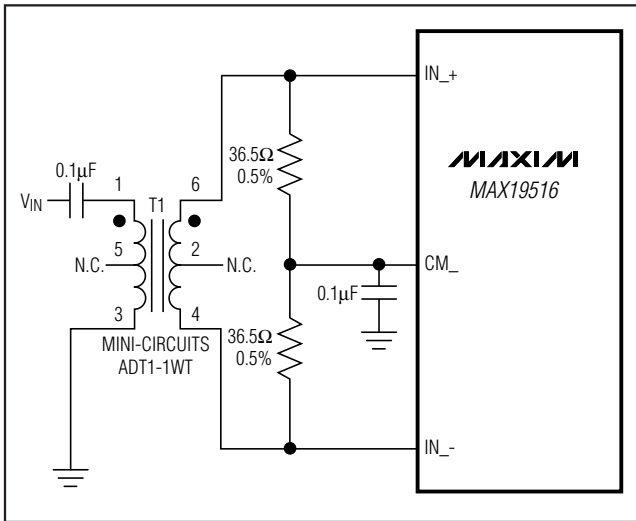 IN_+
36.5Ω
0.5%
MAXIM
MAX19516
0.1μF
1
6
T1
VIN
5
2
N.C.
N.C.
CM_
0.1μF
3
4
MINI-CIRCUITS
ADT1-1WT
36.5Ω
0.5%
IN_-